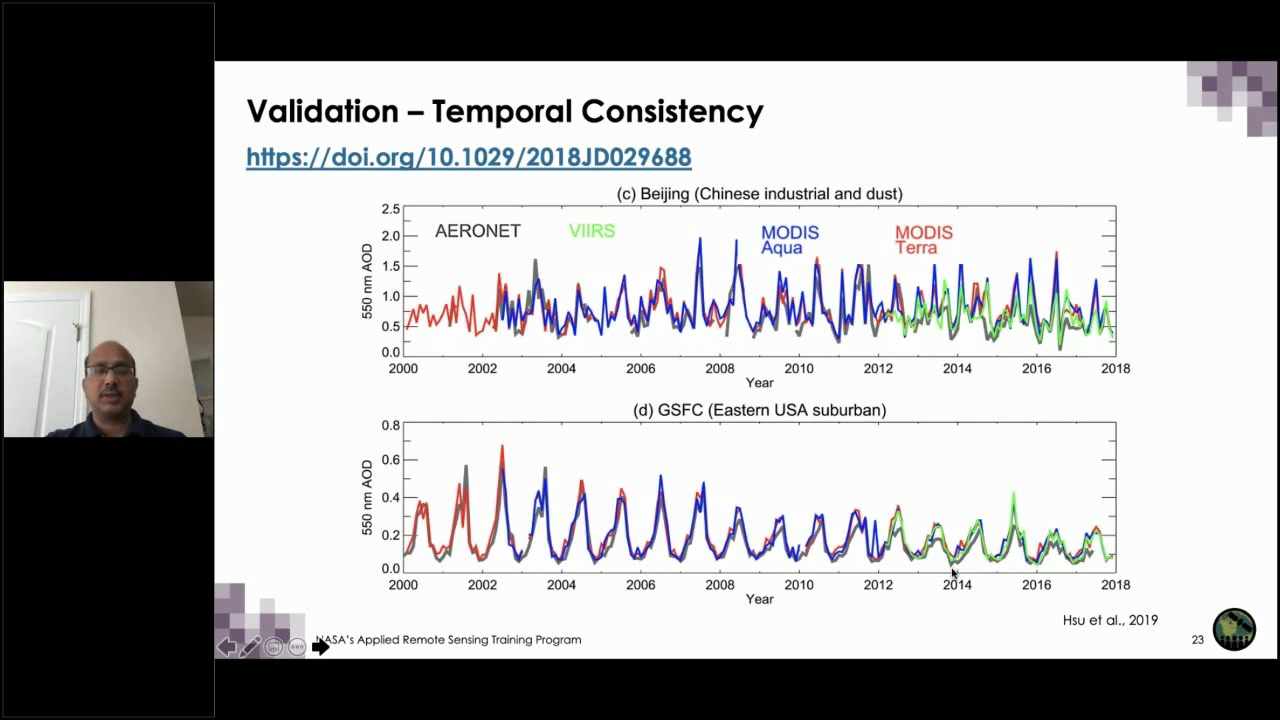 Validation – Temporal Consistency
https://doi.org/10.1029/2018JD029688
(c) Beijing (Chinese industrial and dust)
2.5
2.0
1.5
1.0
0.5
0.0
550 nm AOD
AERONET
VIIRS
MODIS
Aqua
MODIS
Terra
2000 2002 2004 2006 2008 2010 2012 2014 2016 2018
Year
(d) GSFC (Eastern USA suburban)
0.8
0.6
0.4
0.2
0.0
550 nm AOD
2000 2002 2004 2006 2008 2010 2012 2014 2016 2018
Year
Hsu et al., 2019
NASA's Applied Remote Sensing Training Program
23